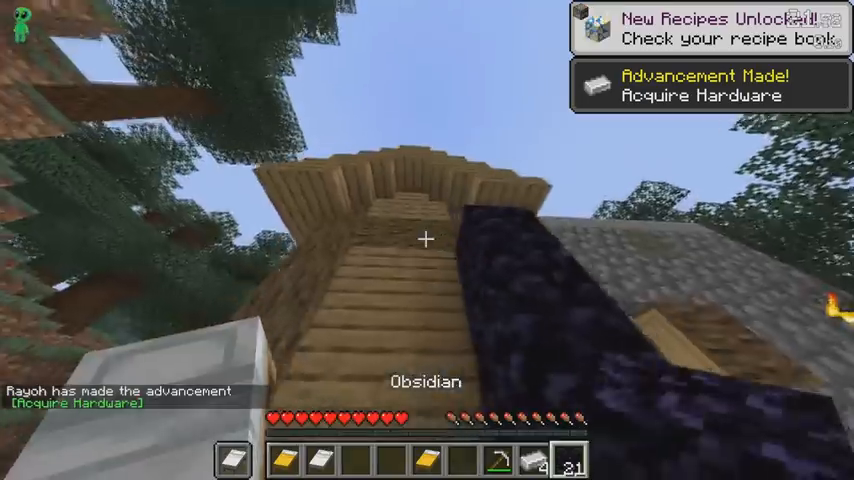 New Recipes Unlocked!
Check your recipe book
Advancement Made!
Acquire Hardware
Obsidian
Rayoh has made the advancement
[Acquire Hardware]
4
21